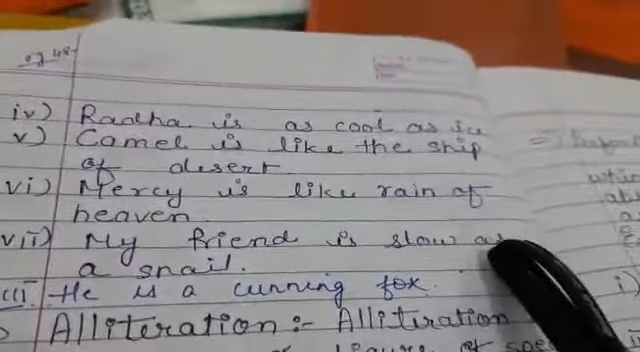 iv) Radha is as cool as ice
v) Camel is like the ship
of desert.
vi) Mercy is like rain of
heaven.
vii) My friend is slow as
a snail.
He is a cunning fox.
Alliteration :- Alliteration